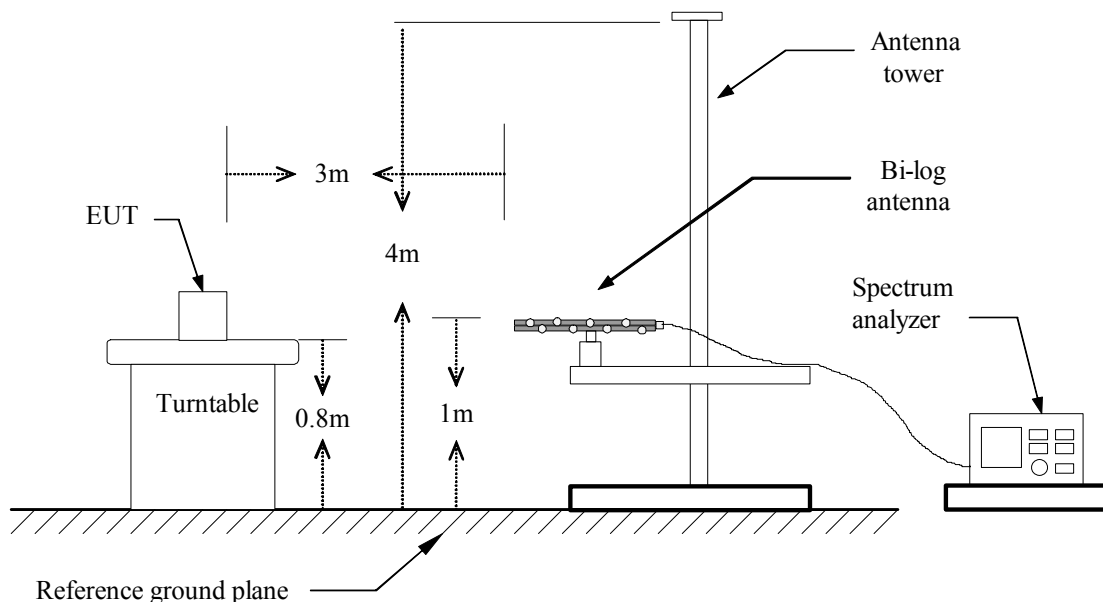 Antenna
tower
3m
Bi-log
antenna
EUT
4m
Spectrum
analyzer
Turntable
0.8m
1m
Reference ground plane